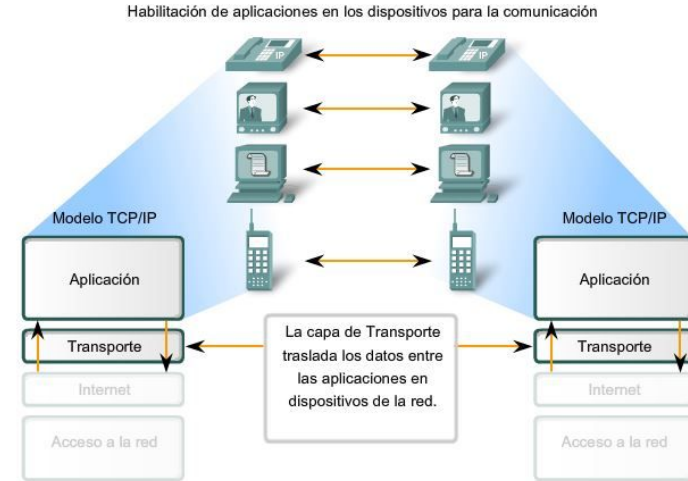 Habilitación de aplicaciones en los dispositivos para la comunicación
IP
IP
Modelo TCP/IP
Modelo TCP/IP
Aplicación
Aplicación
La capa de Transporte
traslada los datos entre
las aplicaciones en
dispositivos de la red.
Transporte
Transporte
Internet
Internet
Acceso a la red
Acceso a la red